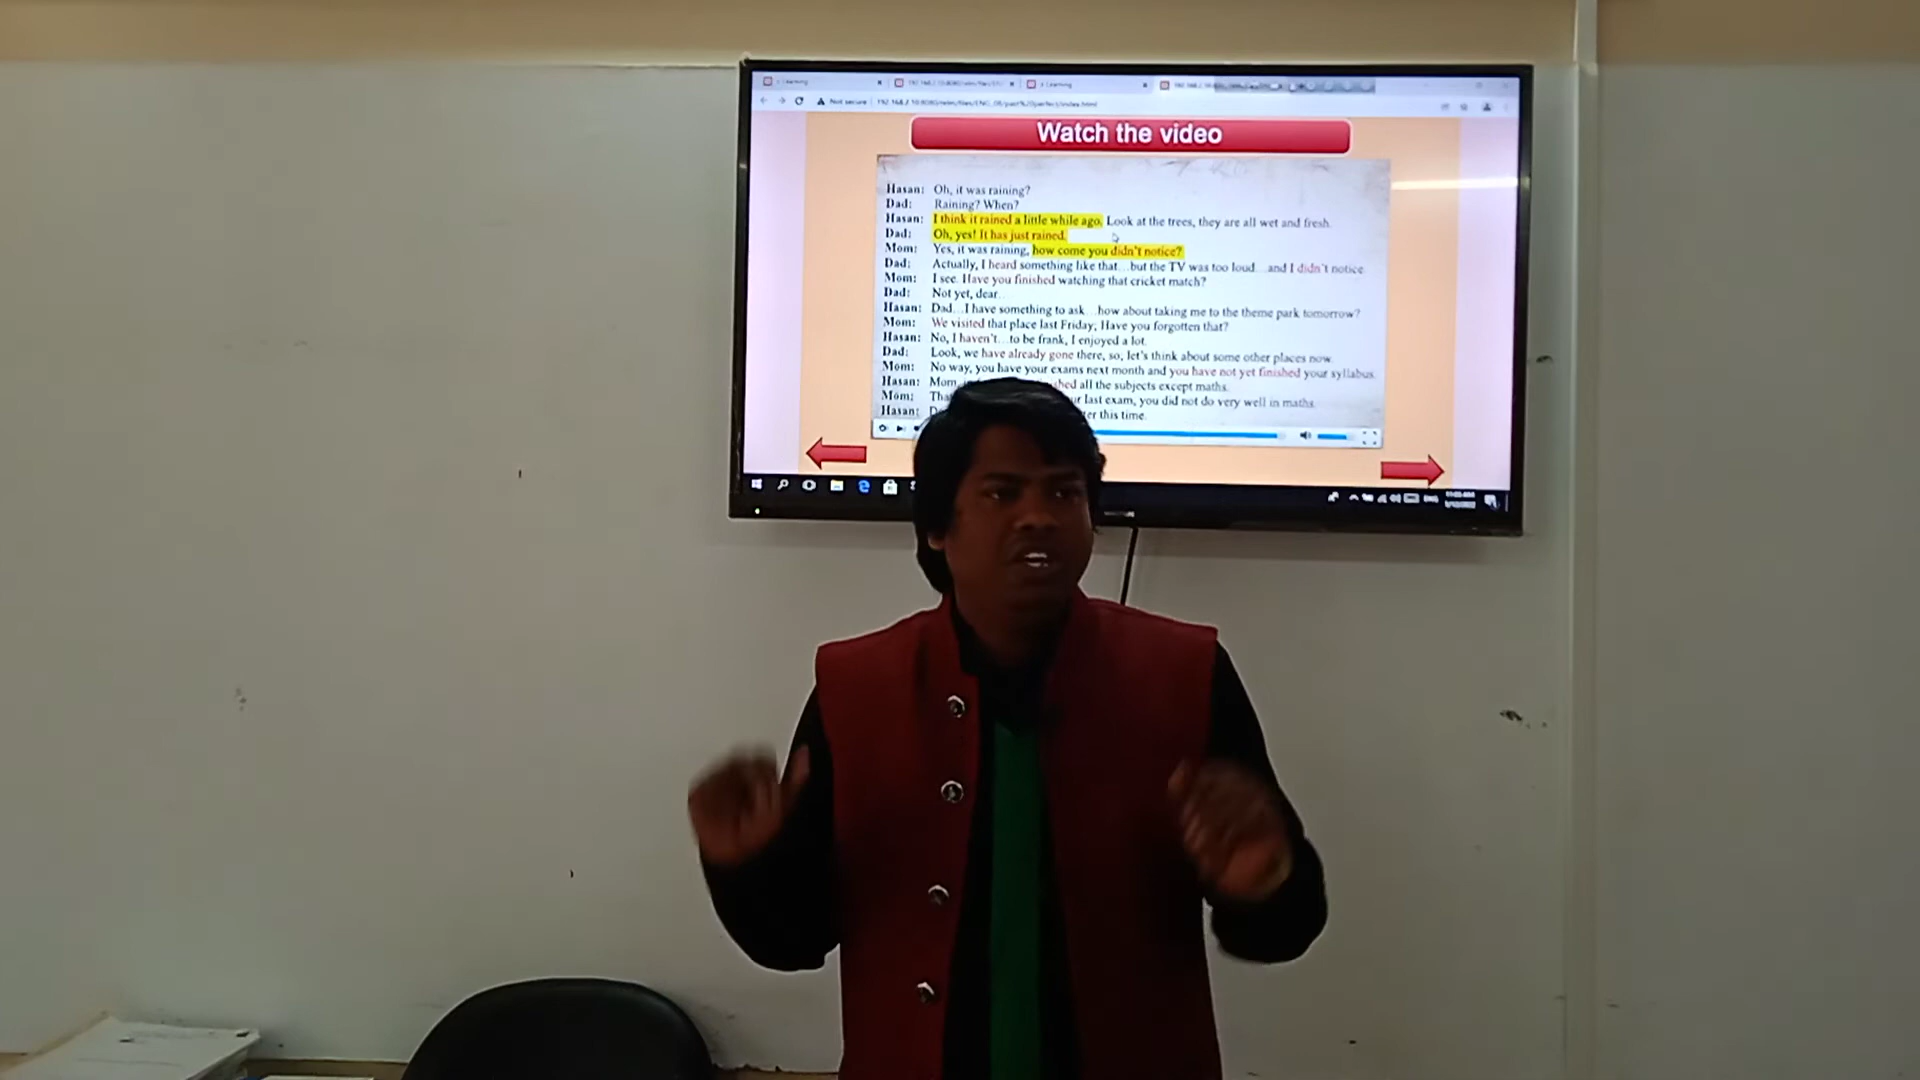 Not secure
Watch the video
Hasan: Oh, it was raining?
Dad: Raining? When?
Hasan: I think it rained a little while ago. Look at the trees, they are all wet and fresh.
Dad: Oh, yes! It has just rained.
Mom: Yes, it was raining, how come you didn't notice?
Dad: Actually, I heard something like that...but the TV was too loud...and I didn't notice.
Mom: I see. Have you finished watching that cricket match?
Dad: Not yet, dear...
Hasan: Dad...I have something to ask...how about taking me to the theme park tomorrow?
Mom: We visited that place last Friday; Have you forgotten that?
Hasan: No, I haven't...to be frank, I enjoyed a lot.
Dad: Look, we have already gone there, so, let's think about some other places now.
Mom: No way, you have your exams next month and you have not yet finished your syllabus.
Hasan: Mom, all the subjects except maths.
Mom: last exam, you did not do very well in maths.
Hasan: this time.
ENG